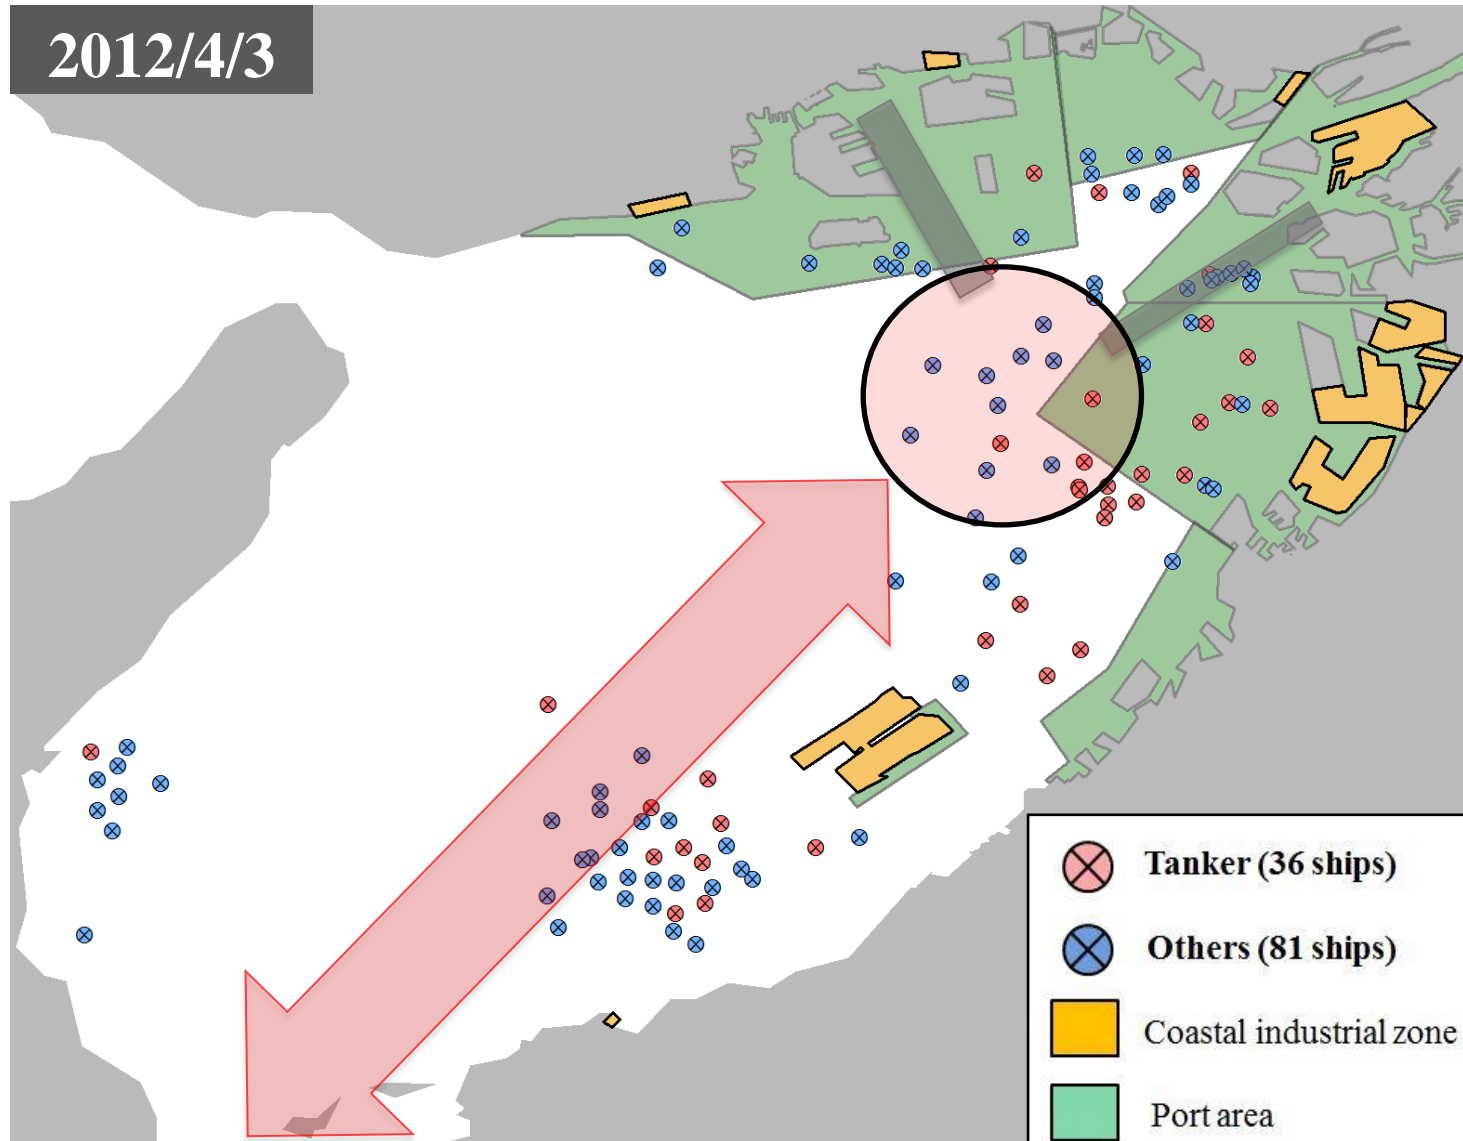 2012/4/3
Tanker (36 ships)
Others (81 ships)
Coastal industrial zone
Port area